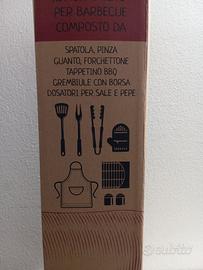 PER BARBECUE
COMPOSTO DA
SPATOLA, PINZA
GUANTO, FORCHETTONE
TAPPETINO BBQ
GREMBIULE CON BORSA
DOSATORI PER SALE E PEPE
subito